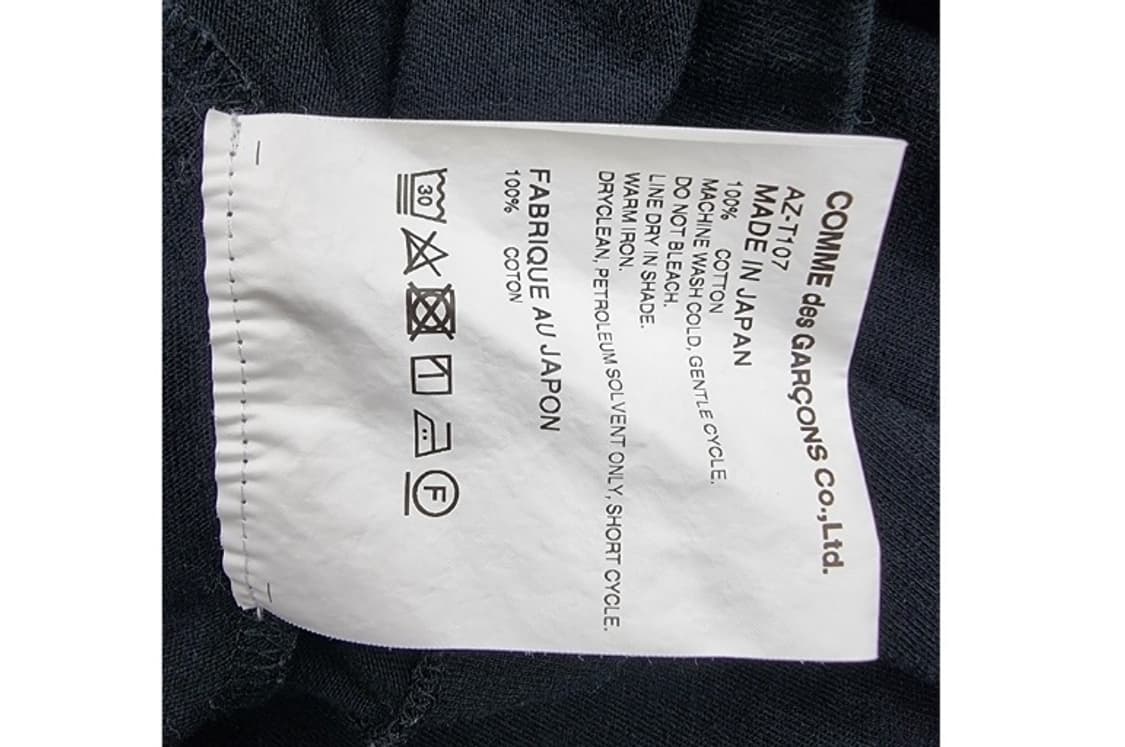 COMME des GARÇONS Co.,Ltd.
AZ-T107
MADE IN JAPAN
100% COTTON
MACHINE WASH COLD, GENTLE CYCLE.
DO NOT BLEACH.
LINE DRY IN SHADE.
WARM IRON.
DRYCLEAN, PETROLEUM SOLVENT ONLY, SHORT CYCLE.
FABRIQUE AU JAPON
100% COTON
30
F